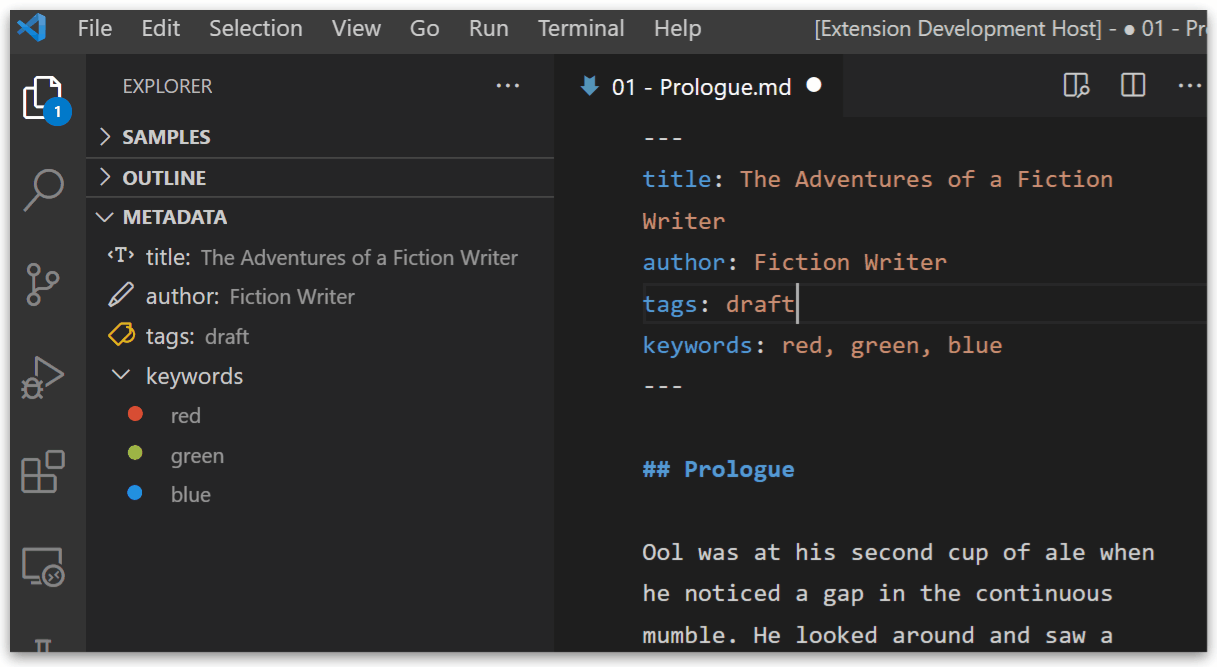 File Edit Selection View Go Run Terminal Help [Extension Development Host] - ● 01 - Pr
EXPLORER ...
1
SAMPLES
OUTLINE
METADATA
T title: The Adventures of a Fiction Writer
author: Fiction Writer
tags: draft
keywords
red
green
blue
01 - Prologue.md ● ...
---
title: The Adventures of a Fiction
Writer
author: Fiction Writer
tags: draft
keywords: red, green, blue
---
## Prologue
Ool was at his second cup of ale when
he noticed a gap in the continuous
mumble. He looked around and saw a